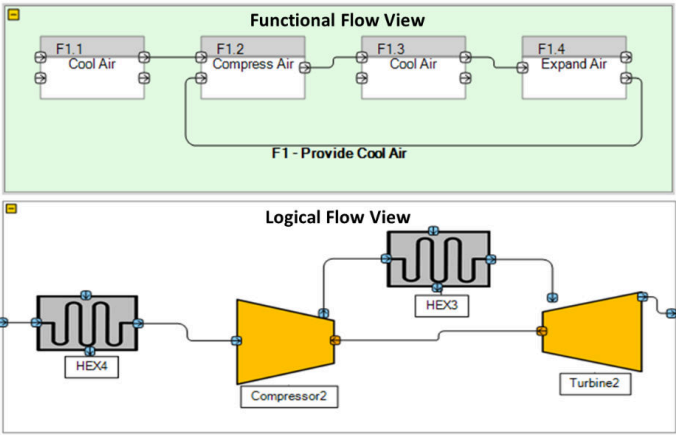 Functional Flow View
F1.1
Cool Air
F1.2
Compress Air
F1.3
Cool Air
F1.4
Expand Air
F1 - Provide Cool Air
Logical Flow View
HEX4
Compressor2
HEX3
Turbine2